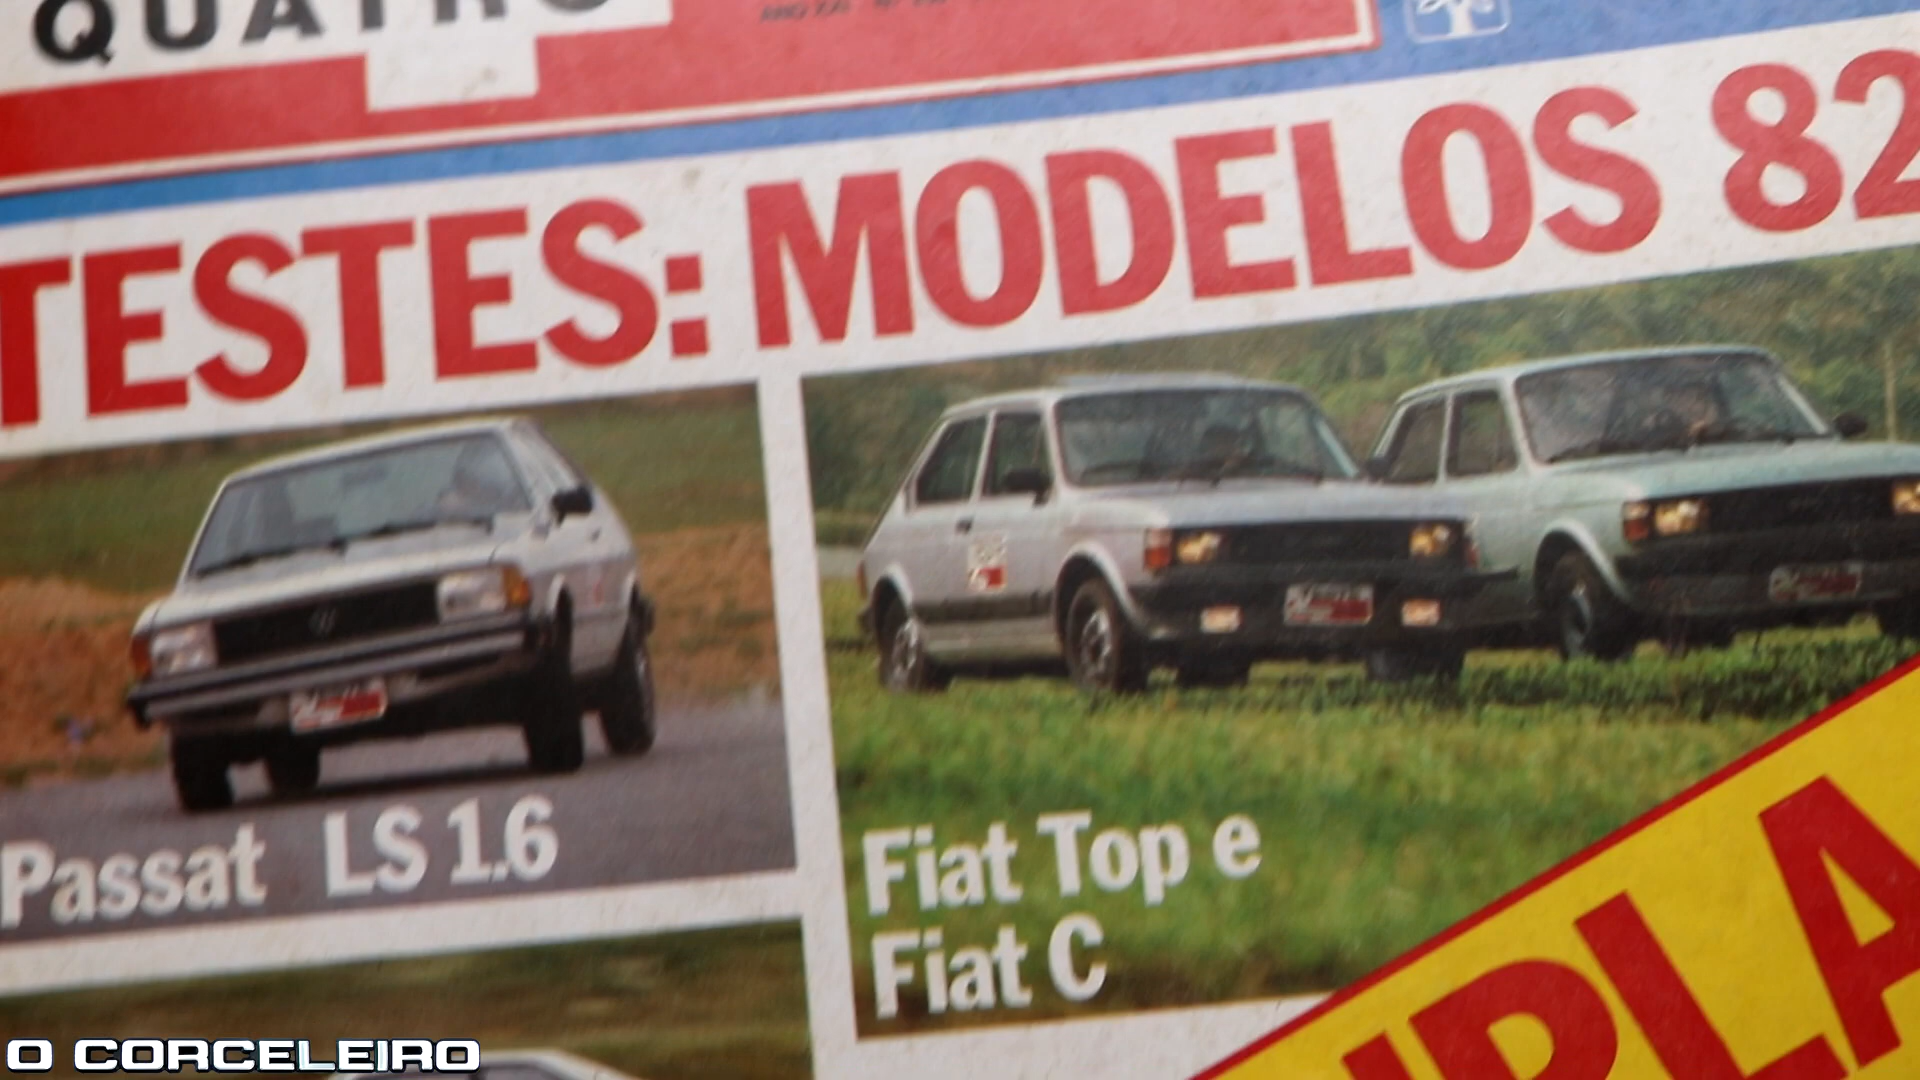 QUATRO
TESTES: MODELOS 82
Passat LS 1.6
Fiat Top e
Fiat C
O CORCELEIRO